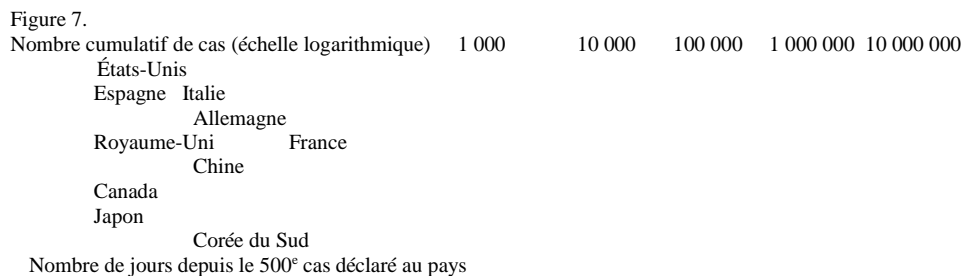 Figure 7.
Nombre cumulatif de cas (échelle logarithmique) 1 000 10 000 100 000 1 000 000 10 000 000
États-Unis
Espagne Italie
Allemagne
Royaume-Uni France
Chine
Canada
Japon
Corée du Sud
Nombre de jours depuis le 500e cas déclaré au pays